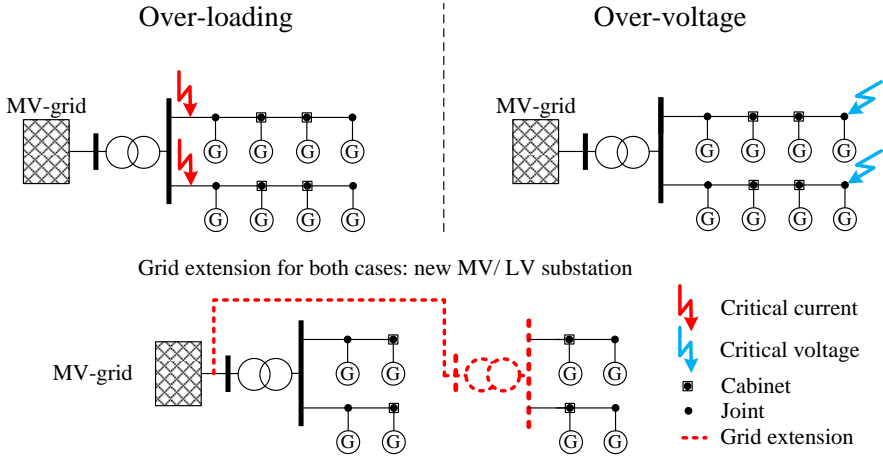 Over-loading
Over-voltage
MV-grid
G G G G
G G G G
MV-grid
G G G G
G G G G
Grid extension for both cases: new MV/ LV substation
MV-grid
G G
G G
G G
G G
Critical current
Critical voltage
Cabinet
Joint
Grid extension